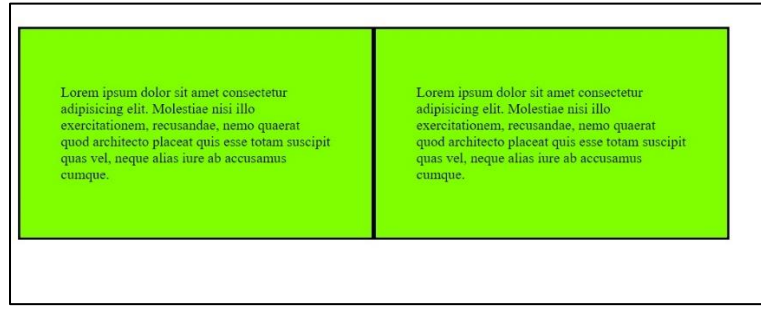 Lorem ipsum dolor sit amet consectetur
adipisicing elit. Molestiae nisi illo
exercitationem, recusandae, nemo quaerat
quod architecto placeat quis esse totam suscipit
quas vel, neque alias iure ab accusamus
cumque.
Lorem ipsum dolor sit amet consectetur
adipisicing elit. Molestiae nisi illo
exercitationem, recusandae, nemo quaerat
quod architecto placeat quis esse totam suscipit
quas vel, neque alias iure ab accusamus
cumque.